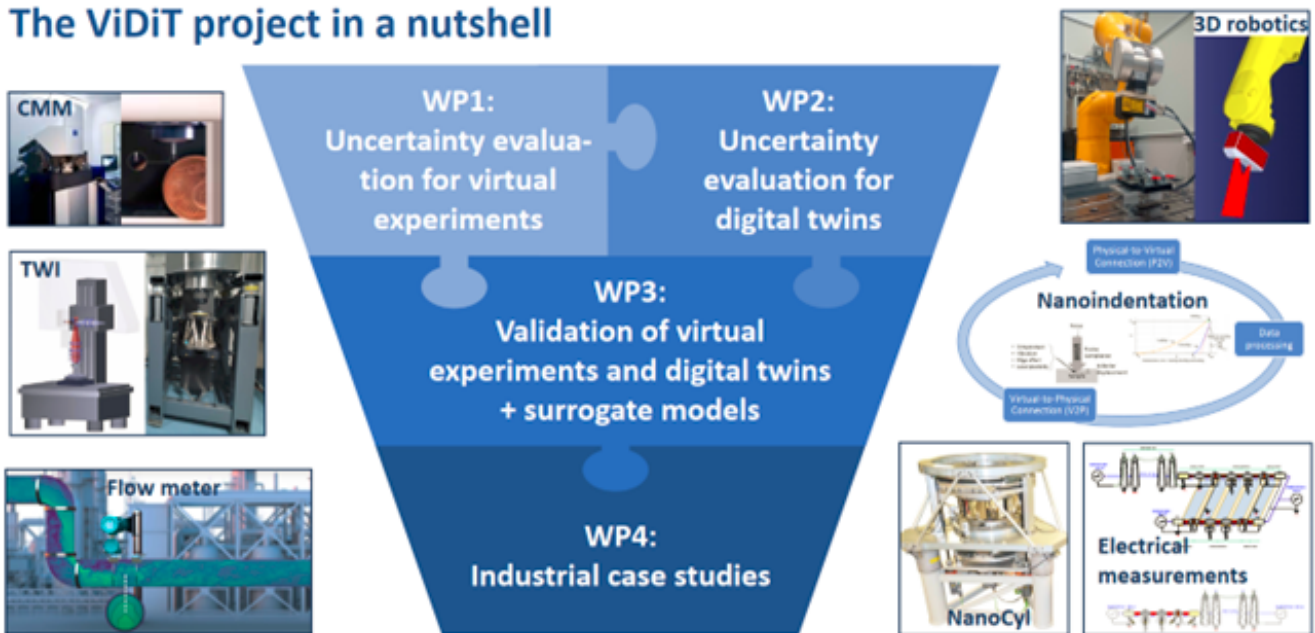 The ViDiT project in a nutshell
CMM
TWI
Flow meter
WP1:
Uncertainty evalua-
tion for virtual
experiments
WP2:
Uncertainty
evaluation for
digital twins
WP3:
Validation of virtual
experiments and digital twins
+ surrogate models
WP4:
Industrial case studies
3D robotics
Physical-to-Virtual
Connection (P2V)
Nanoindentation
Data
processing
Virtual-to-Physical
Connection (V2P)
NanoCyl
Electrical
measurements